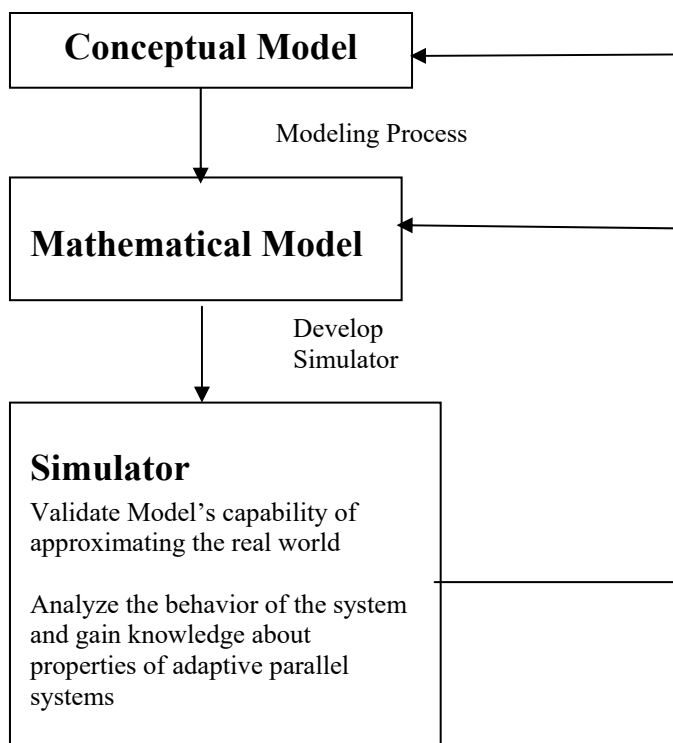 Conceptual Model
Modeling Process
Mathematical Model
Develop
Simulator
Simulator
Validate Model’s capability of
approximating the real world
Analyze the behavior of the system
and gain knowledge about
properties of adaptive parallel
systems